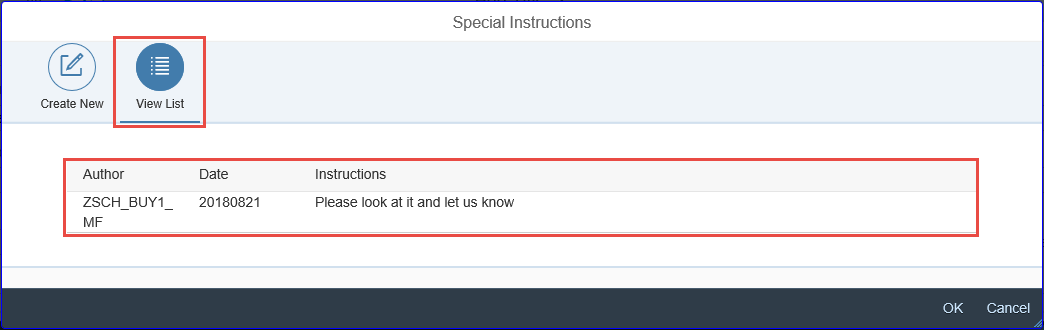 Special Instructions
Create New
View List
Author Date Instructions
ZSCH_BUY1_ 20180821 Please look at it and let us know
MF
OK Cancel